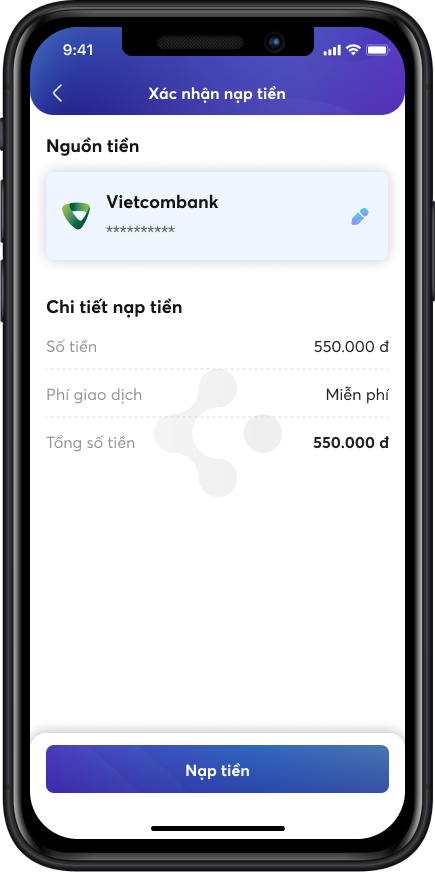 9:41
Xác nhận nạp tiền
Nguồn tiền
Vietcombank
**********
Chi tiết nạp tiền
Số tiền 550.000 đ
Phí giao dịch Miễn phí
Tổng số tiền 550.000 đ
Nạp tiền